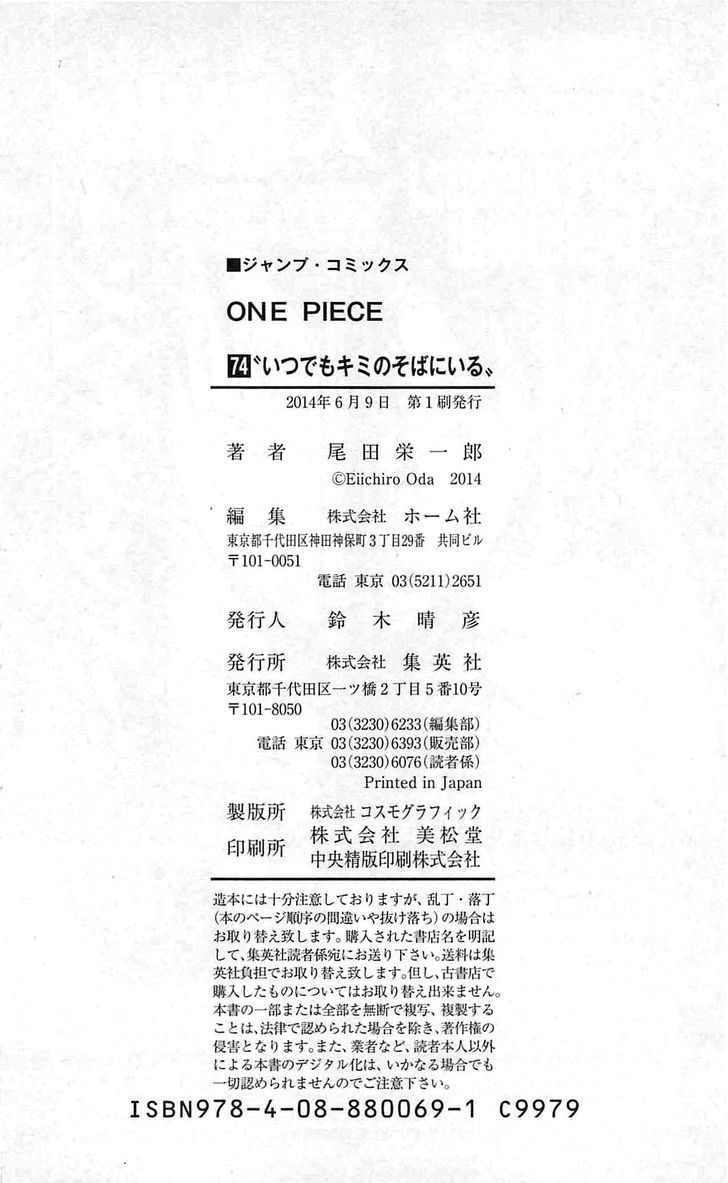 ■ジャンプ・コミックス
ONE PIECE
74〝いつでもキミのそばにいる〟
2014年6月9日　第1刷発行
著　者　尾田栄一郎
©Eiichiro Oda　2014
編　集　株式会社 ホーム社
東京都千代田区神田神保町3丁目29番　共同ビル
〒101-0051
電話 東京 03(5211)2651
発行人　鈴木晴彦
発行所　株式会社 集英社
東京都千代田区一ツ橋2丁目5番10号
〒101-8050
03(3230)6233(編集部)
電話 東京 03(3230)6393(販売部)
03(3230)6076(読者係)
Printed in Japan
製版所　株式会社 コスモグラフィック
印刷所　株式会社 美松堂
中央精版印刷株式会社
造本には十分注意しておりますが、乱丁・落丁
(本のページ順序の間違いや抜け落ち)の場合は
お取り替え致します。購入された書店名を明記
して、集英社読者係宛にお送り下さい。送料は集
英社負担でお取り替え致します。但し、古書店で
購入したものについてはお取り替え出来ません。
本書の一部または全部を無断で複写、複製する
ことは、法律で認められた場合を除き、著作権の
侵害となります。また、業者など、読者本人以外
による本書のデジタル化は、いかなる場合でも
一切認められませんのでご注意下さい。
ISBN978-4-08-880069-1 C9979